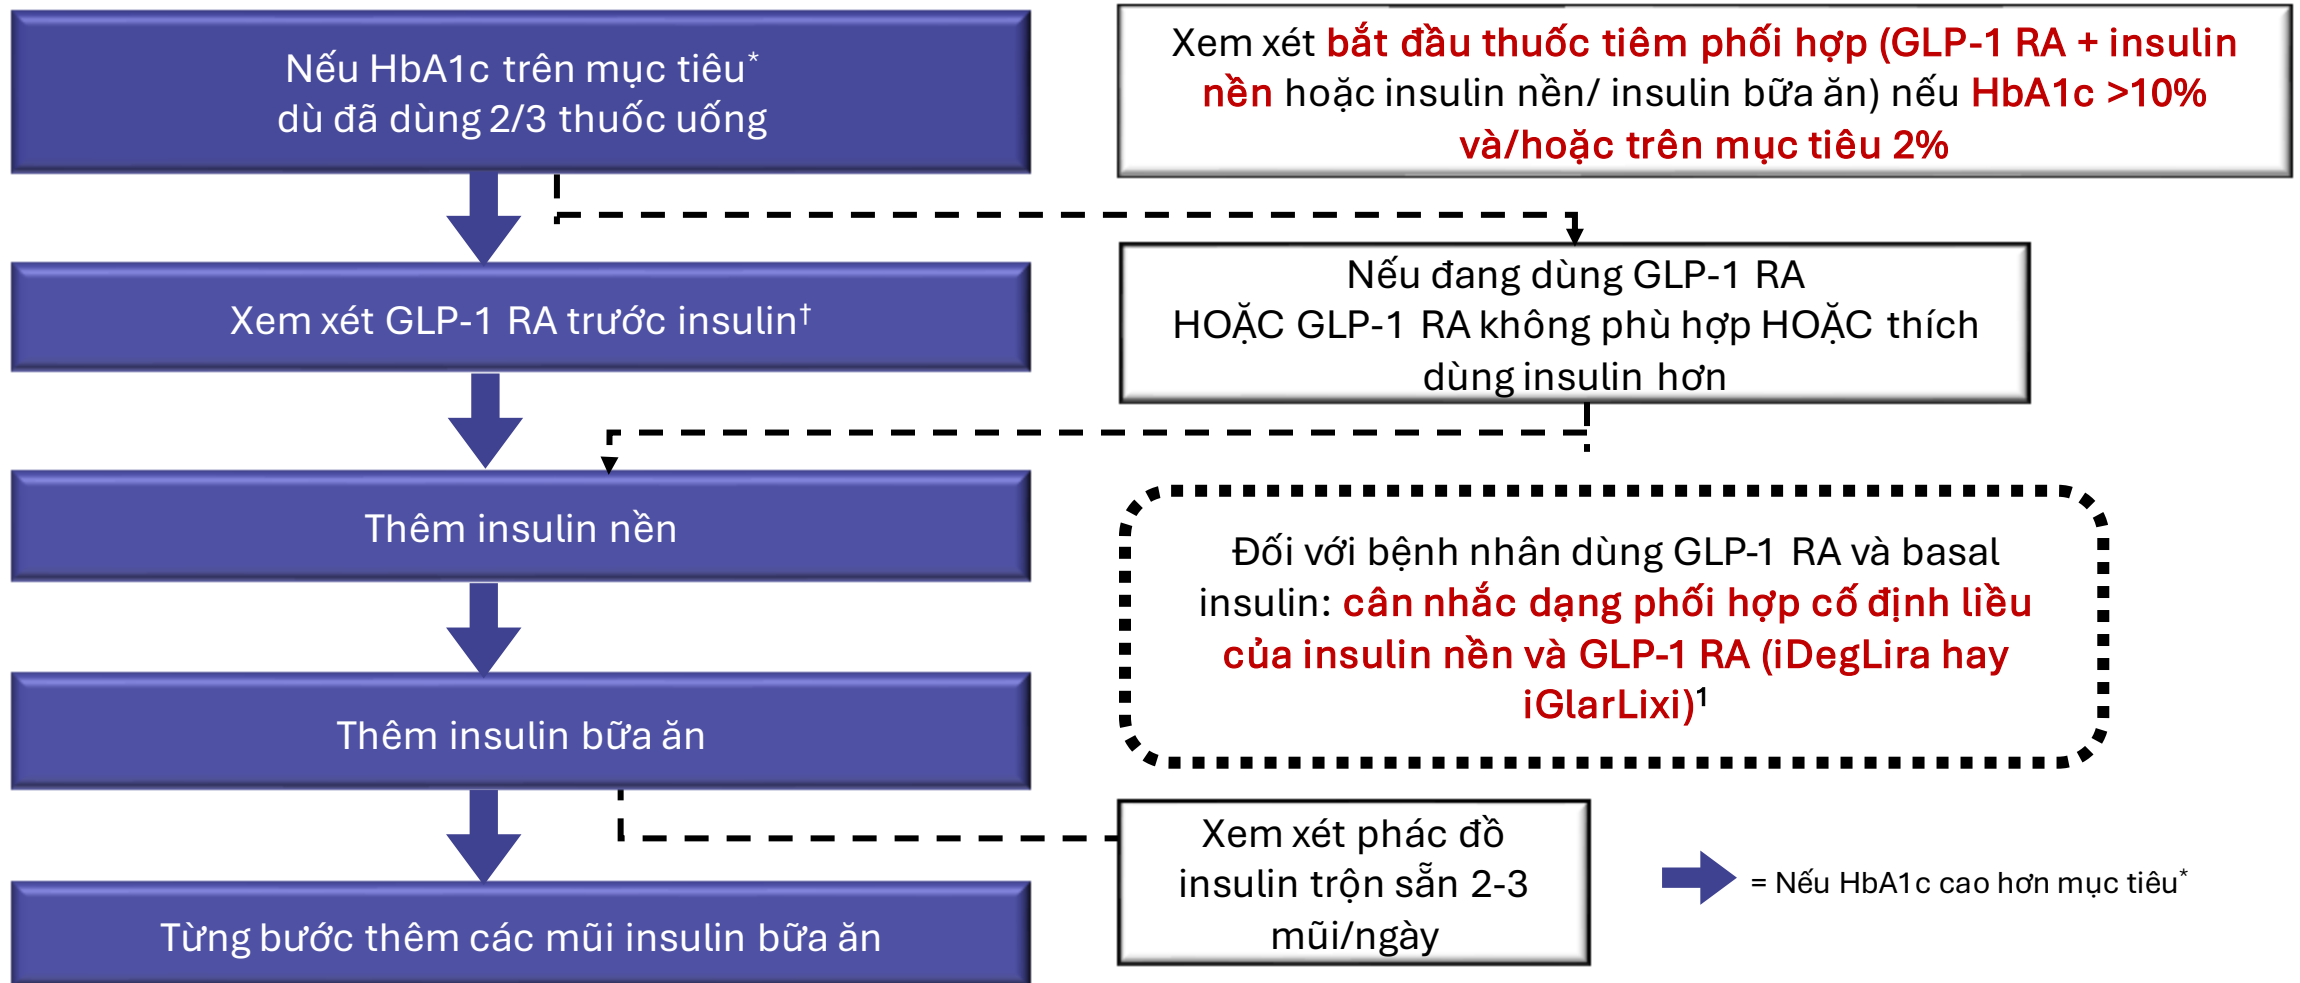 Nếu HbA1c trên mục tiêu*
dù đã dùng 2/3 thuốc uống
Xem xét bắt đầu thuốc tiêm phối hợp (GLP-1 RA + insulin
nền hoặc insulin nền/ insulin bữa ăn) nếu HbA1c >10%
và/hoặc trên mục tiêu 2%
Xem xét GLP-1 RA trước insulin†
Nếu đang dùng GLP-1 RA
HOẶC GLP-1 RA không phù hợp HOẶC thích
dùng insulin hơn
Thêm insulin nền
Đối với bệnh nhân dùng GLP-1 RA và basal
insulin: cân nhắc dạng phối hợp cố định liều
của insulin nền và GLP-1 RA (iDegLira hay
iGlarLixi)¹
Thêm insulin bữa ăn
Xem xét phác đồ
insulin trộn sẵn 2-3
mũi/ngày
= Nếu HbA1c cao hơn mục tiêu*
Từng bước thêm các mũi insulin bữa ăn